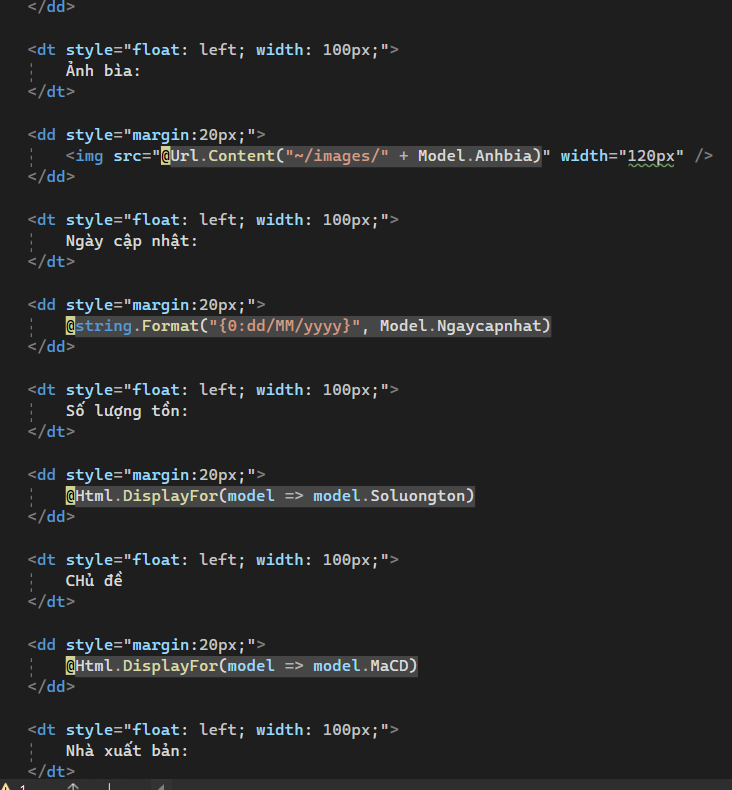 </dd>
<dt style="float: left; width: 100px;">
Ảnh bìa:
</dt>
<dd style="margin:20px;">
<img src="@Url.Content("~/images/" + Model.Anhbia)" width="120px" />
</dd>
<dt style="float: left; width: 100px;">
Ngày cập nhật:
</dt>
<dd style="margin:20px;">
@string.Format("{0:dd/MM/yyyy}", Model.Ngaycapnhat)
</dd>
<dt style="float: left; width: 100px;">
Số lượng tồn:
</dt>
<dd style="margin:20px;">
@Html.DisplayFor(model => model.Soluongton)
</dd>
<dt style="float: left; width: 100px;">
CHủ đề
</dt>
<dd style="margin:20px;">
@Html.DisplayFor(model => model.MaCD)
</dd>
<dt style="float: left; width: 100px;">
Nhà xuất bản:
</dt>
1